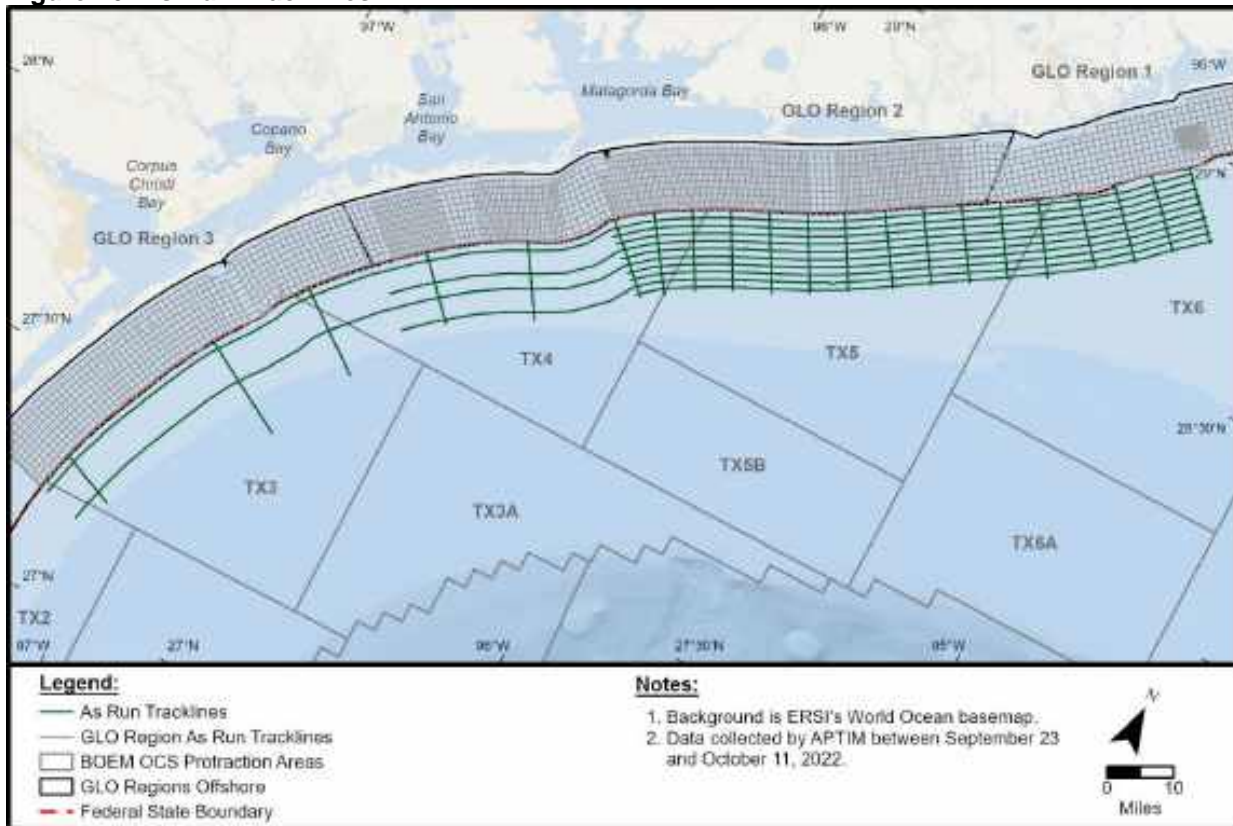 97°W
96°W
29°N
28°N
GLO Region 1
96°W
Matagorda Bay
San
Antonio
Bay
GLO Region 2
Copano
Bay
Corpus
Christi
Bay
29°N
GLO Region 3
27°30'N
TX6
TX4
TX5
28°30'N
TX5B
TX3
TX3A
TX6A
27°N
TX2
97°W
27°N
96°W
27°30'N
95°W
Legend:
As Run Tracklines
GLO Region As Run Tracklines
BOEM OCS Protraction Areas
GLO Regions Offshore
Federal State Boundary
Notes:
1. Background is ERSI's World Ocean basemap.
2. Data collected by APTIM between September 23
and October 11, 2022.
N
0 10
Miles